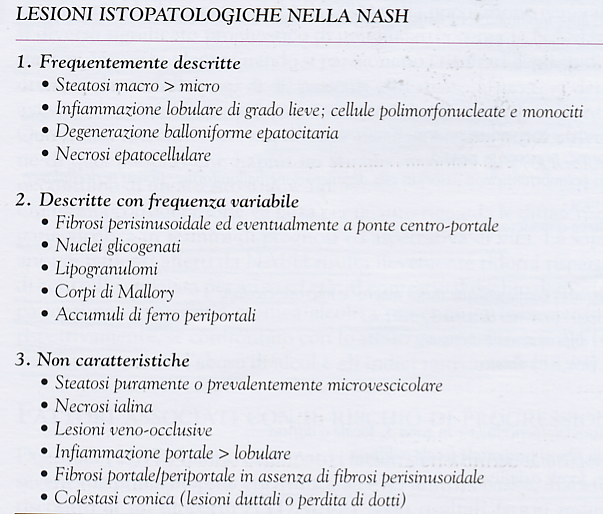 LESIONI ISTOPATOLOGICHE NELLA NASH
1. Frequentemente descritte
• Steatosi macro > micro
• Infiammazione lobulare di grado lieve; cellule polimorfonucleate e monociti
• Degenerazione balloniforme epatocitaria
• Necrosi epatocellulare
2. Descritte con frequenza variabile
• Fibrosi perisinusoidale ed eventualmente a ponte centro-portale
• Nuclei glicogenati
• Lipogranulomi
• Corpi di Mallory
• Accumuli di ferro periportali
3. Non caratteristiche
• Steatosi puramente o prevalentemente microvescicolare
• Necrosi ialina
• Lesioni veno-occlusive
• Infiammazione portale > lobulare
• Fibrosi portale/periportale in assenza di fibrosi perisinusoidale
• Colestasi cronica (lesioni duttali o perdita di dotti)